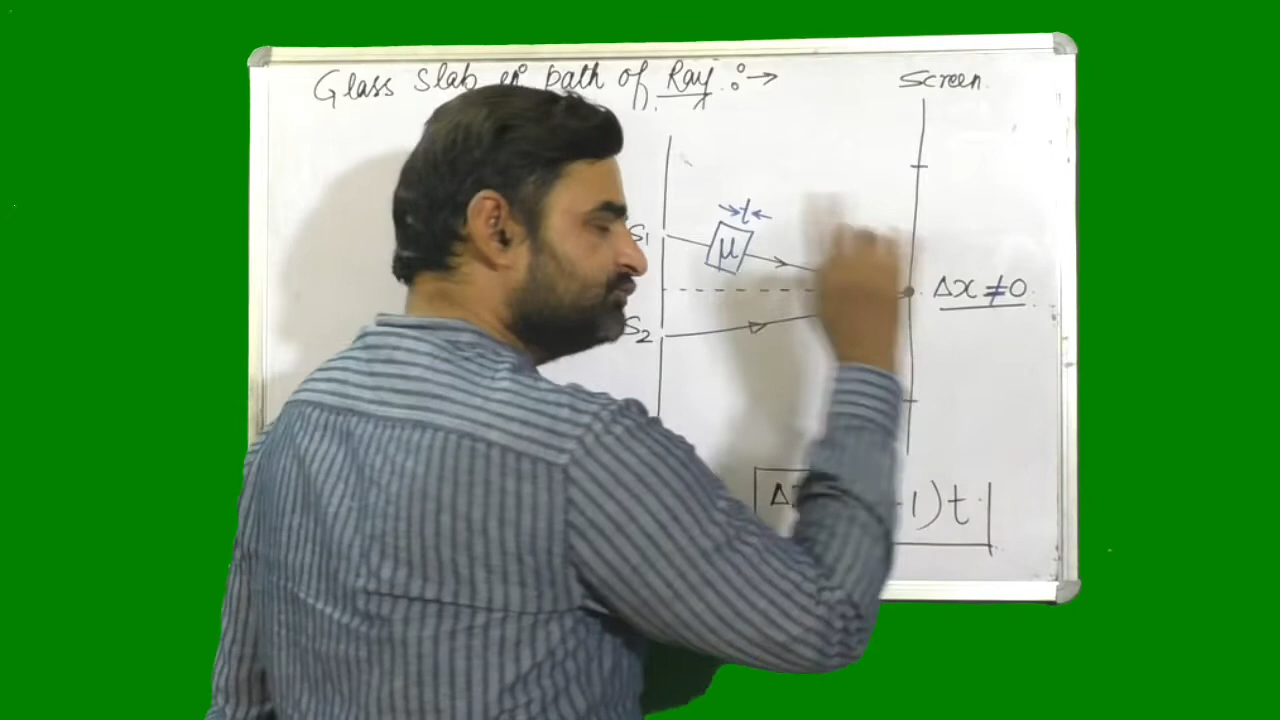 Glass slab in path of Ray :→
Screen
t
S1
μ
Δx ≠ 0
S2
-1)t